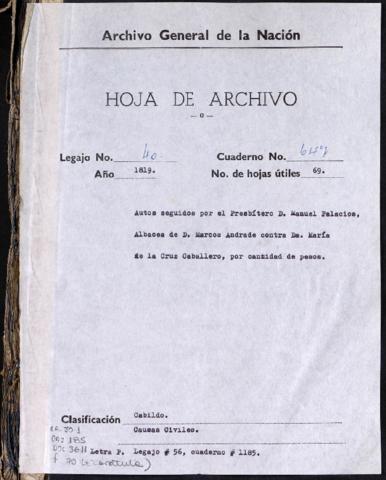 Archivo General de la Nación
HOJA DE ARCHIVO
— o —
Legajo No. 40. Cuaderno No.
Año 1819. No. de hojas útiles 69.
Autos seguidos por el Presbítero D. Manuel Palacios,
Albacea de D. Marcos Andrade contra Da. María
de la Cruz Caballero, por cantidad de pesos.
Clasificación Cabildo.
Causas Civiles.
185
Letra P. Legajo # 56, cuaderno # 1185.